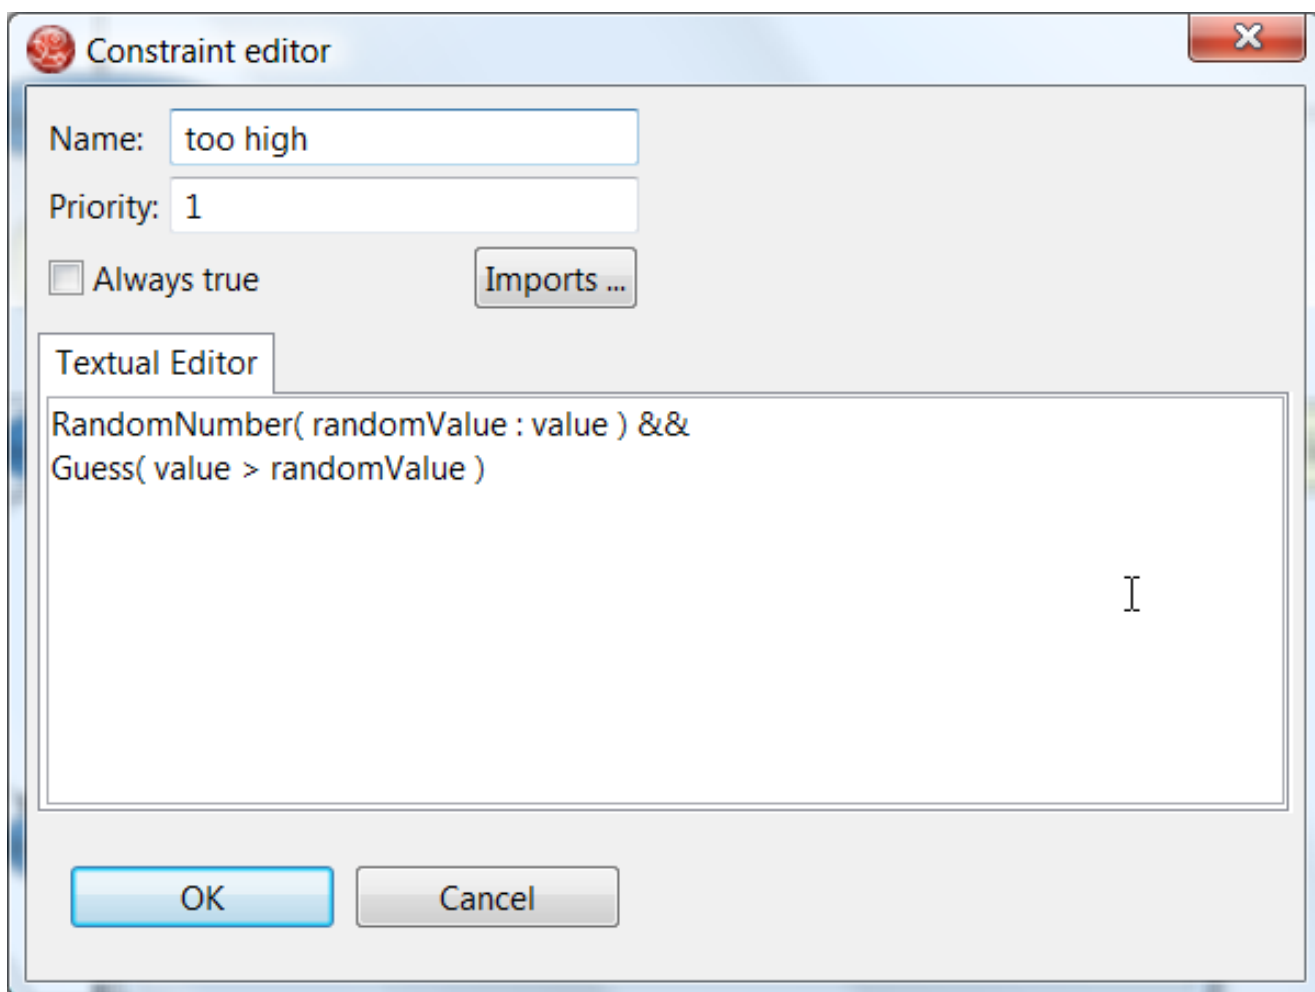 Constraint editor
Name: too high
Priority: 1
Always true Imports ...
Textual Editor
RandomNumber( randomValue : value ) &&
Guess( value > randomValue )
OK Cancel